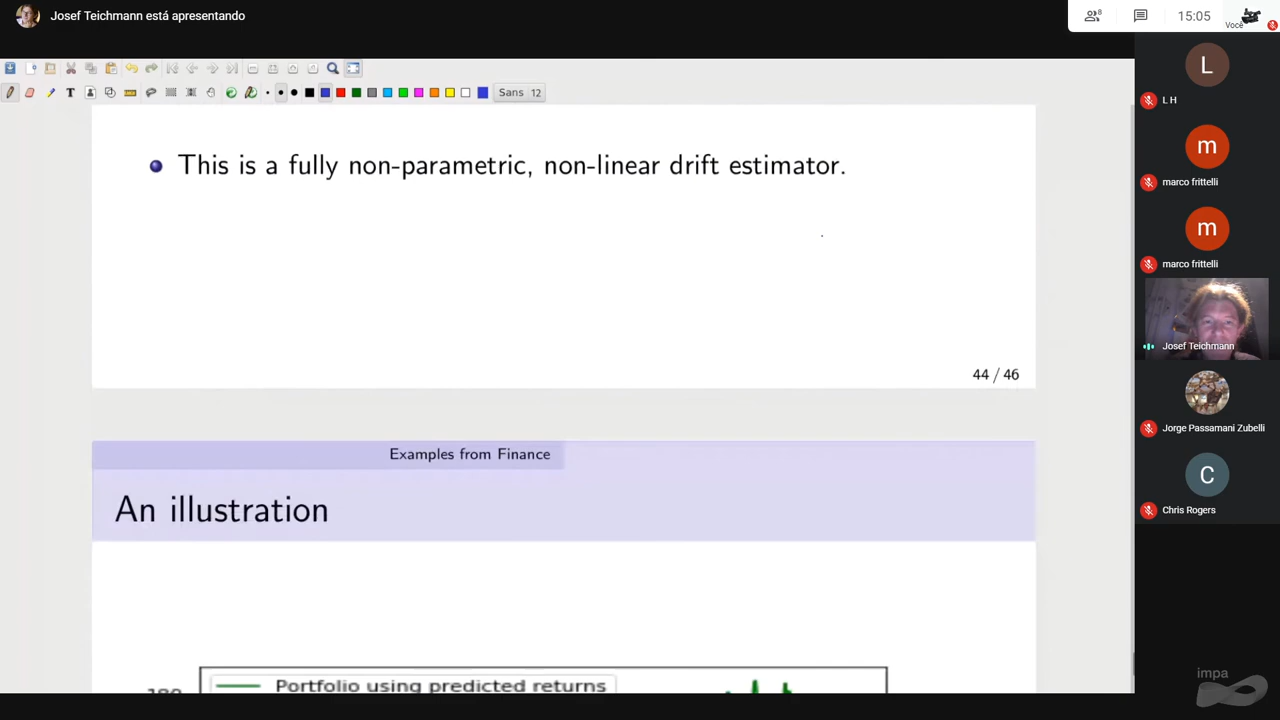 Josef Teichmann está apresentando
8
15:05
Você
Sans 12
This is a fully non-parametric, non-linear drift estimator.
44 / 46
Examples from Finance
An illustration
180
Portfolio using predicted returns
L
L H
m
marco frittelli
m
marco frittelli
Josef Teichmann
Jorge Passamani Zubelli
C
Chris Rogers
impa